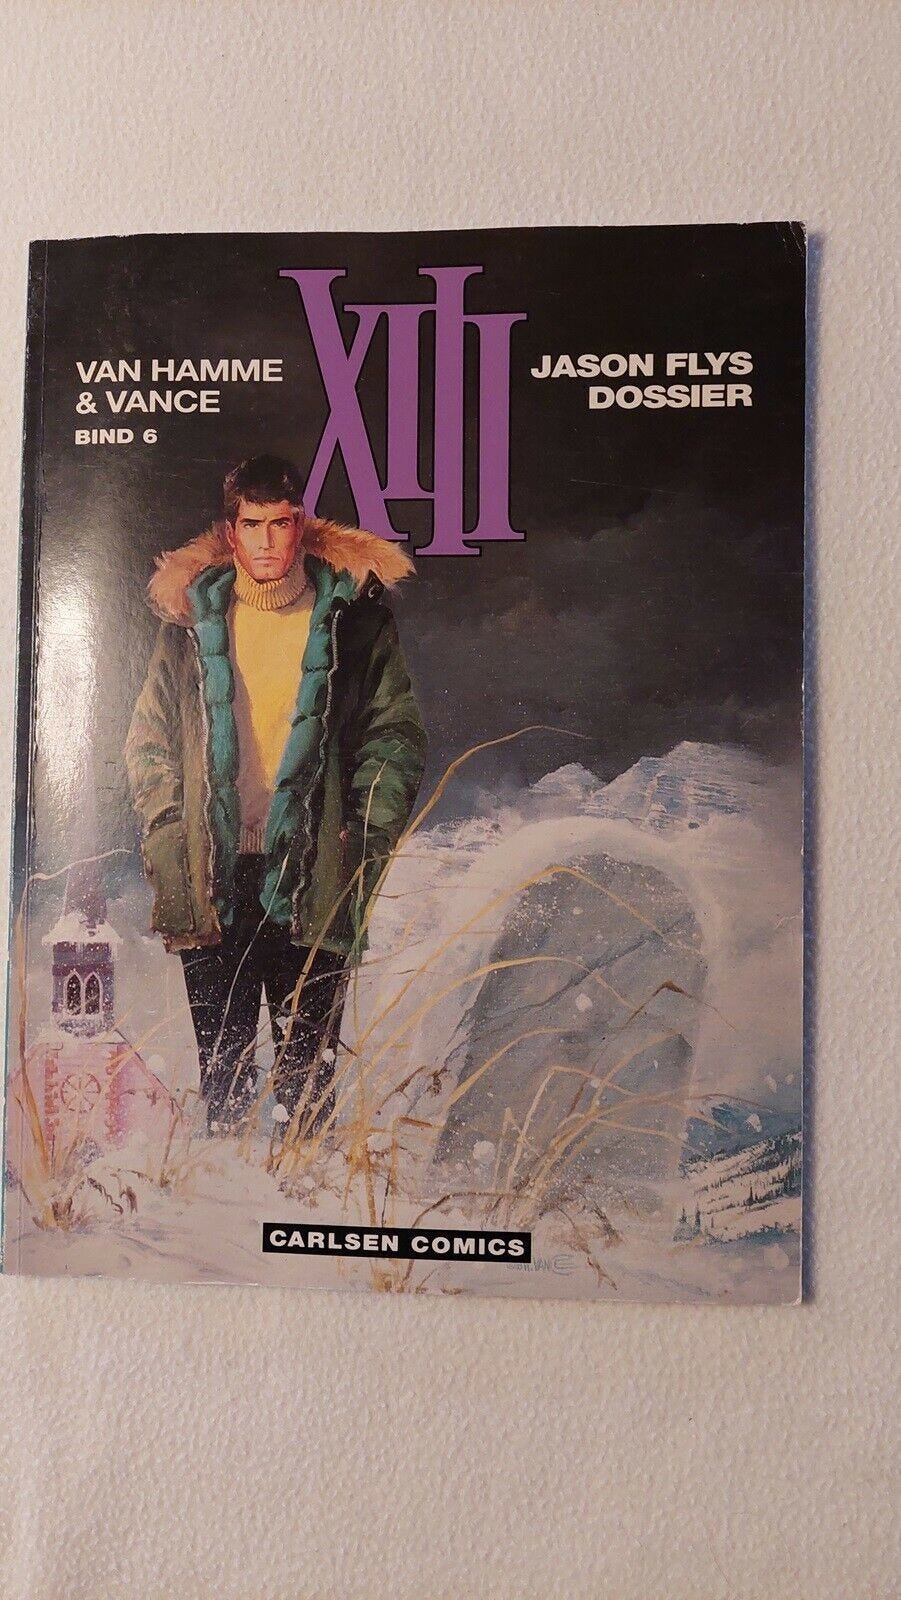 XIII
VAN HAMME
& VANCE
BIND 6
JASON FLYS
DOSSIER
CARLSEN COMICS